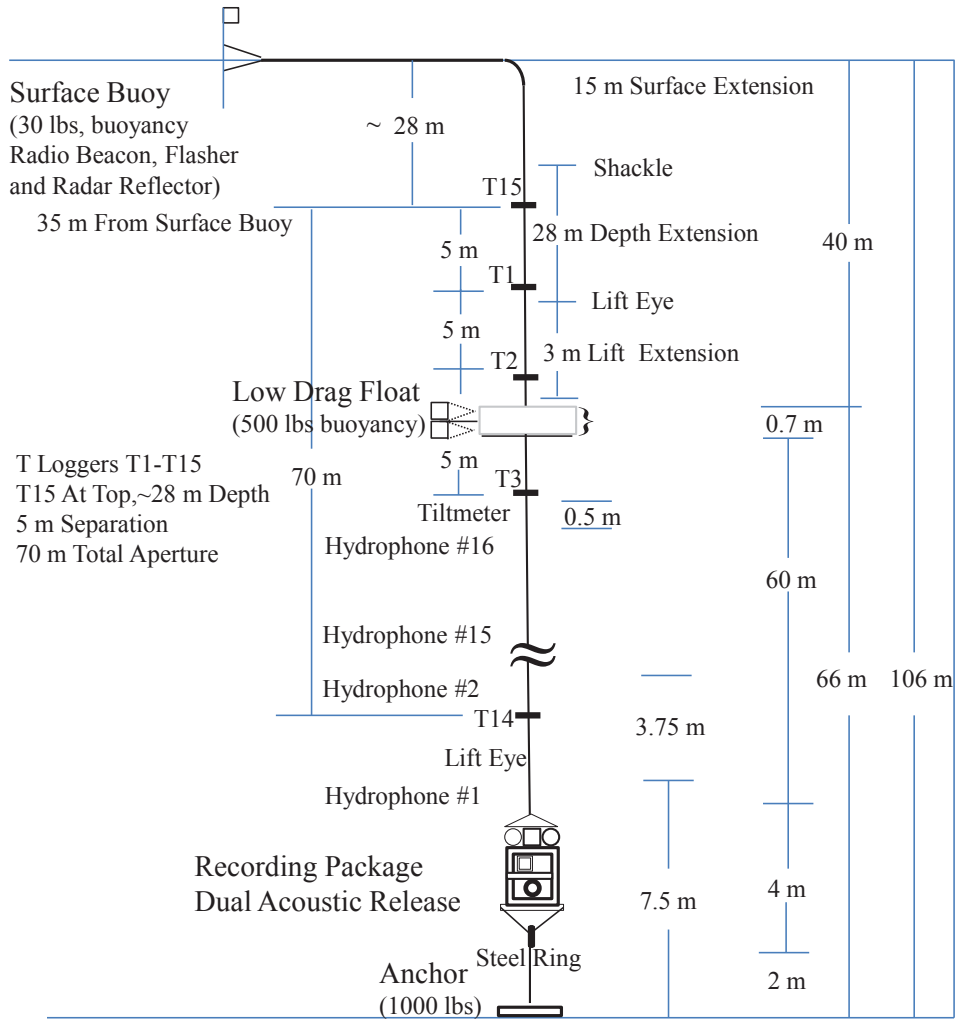 15 m Surface Extension
Surface Buoy
(30 lbs, buoyancy
Radio Beacon, Flasher
and Radar Reflector)
~ 28 m
Shackle
T15
35 m From Surface Buoy
28 m Depth Extension
40 m
5 m
T1
Lift Eye
5 m
3 m Lift Extension
T2
Low Drag Float
(500 lbs buoyancy)
0.7 m
T Loggers T1-T15
T15 At Top,~28 m Depth
5 m Separation
70 m Total Aperture
70 m
5 m
T3
Tiltmeter
0.5 m
Hydrophone #16
60 m
Hydrophone #15
Hydrophone #2
66 m
106 m
T14
3.75 m
Lift Eye
Hydrophone #1
Recording Package
Dual Acoustic Release
7.5 m
4 m
Steel Ring
Anchor
(1000 lbs)
2 m